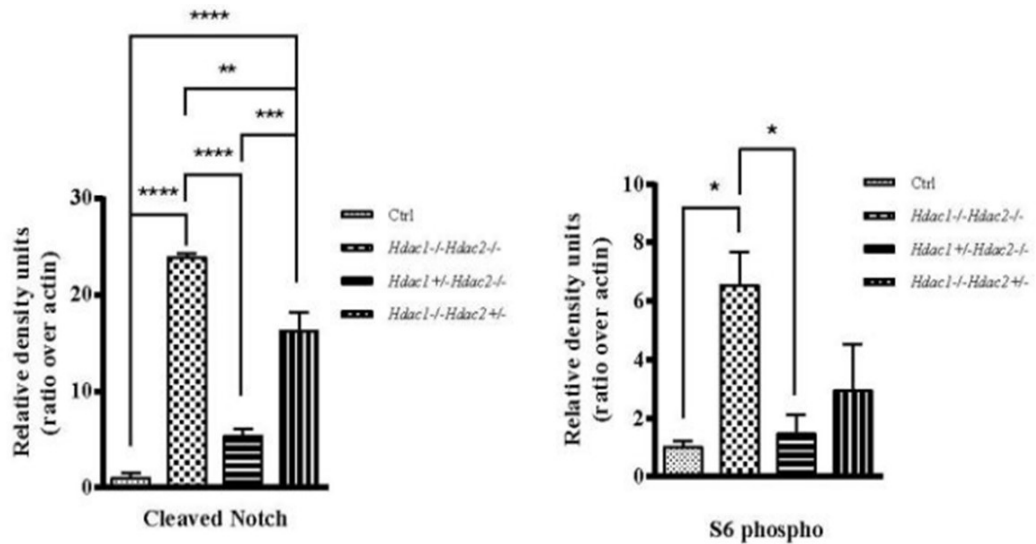 ****
**
***
****
****
30
20
10
0
Relative density units
(ratio over actin)
Cleaved Notch
Ctrl
Hdac1-/-Hdac2-/-
Hdac1+/-Hdac2-/-
Hdac1-/-Hdac2+/-
*
*
10
8
6
4
2
0
Relative density units
(ratio over actin)
S6 phospho
Ctrl
Hdac1-/-Hdac2-/-
Hdac1+/-Hdac2-/-
Hdac1-/-Hdac2+/-